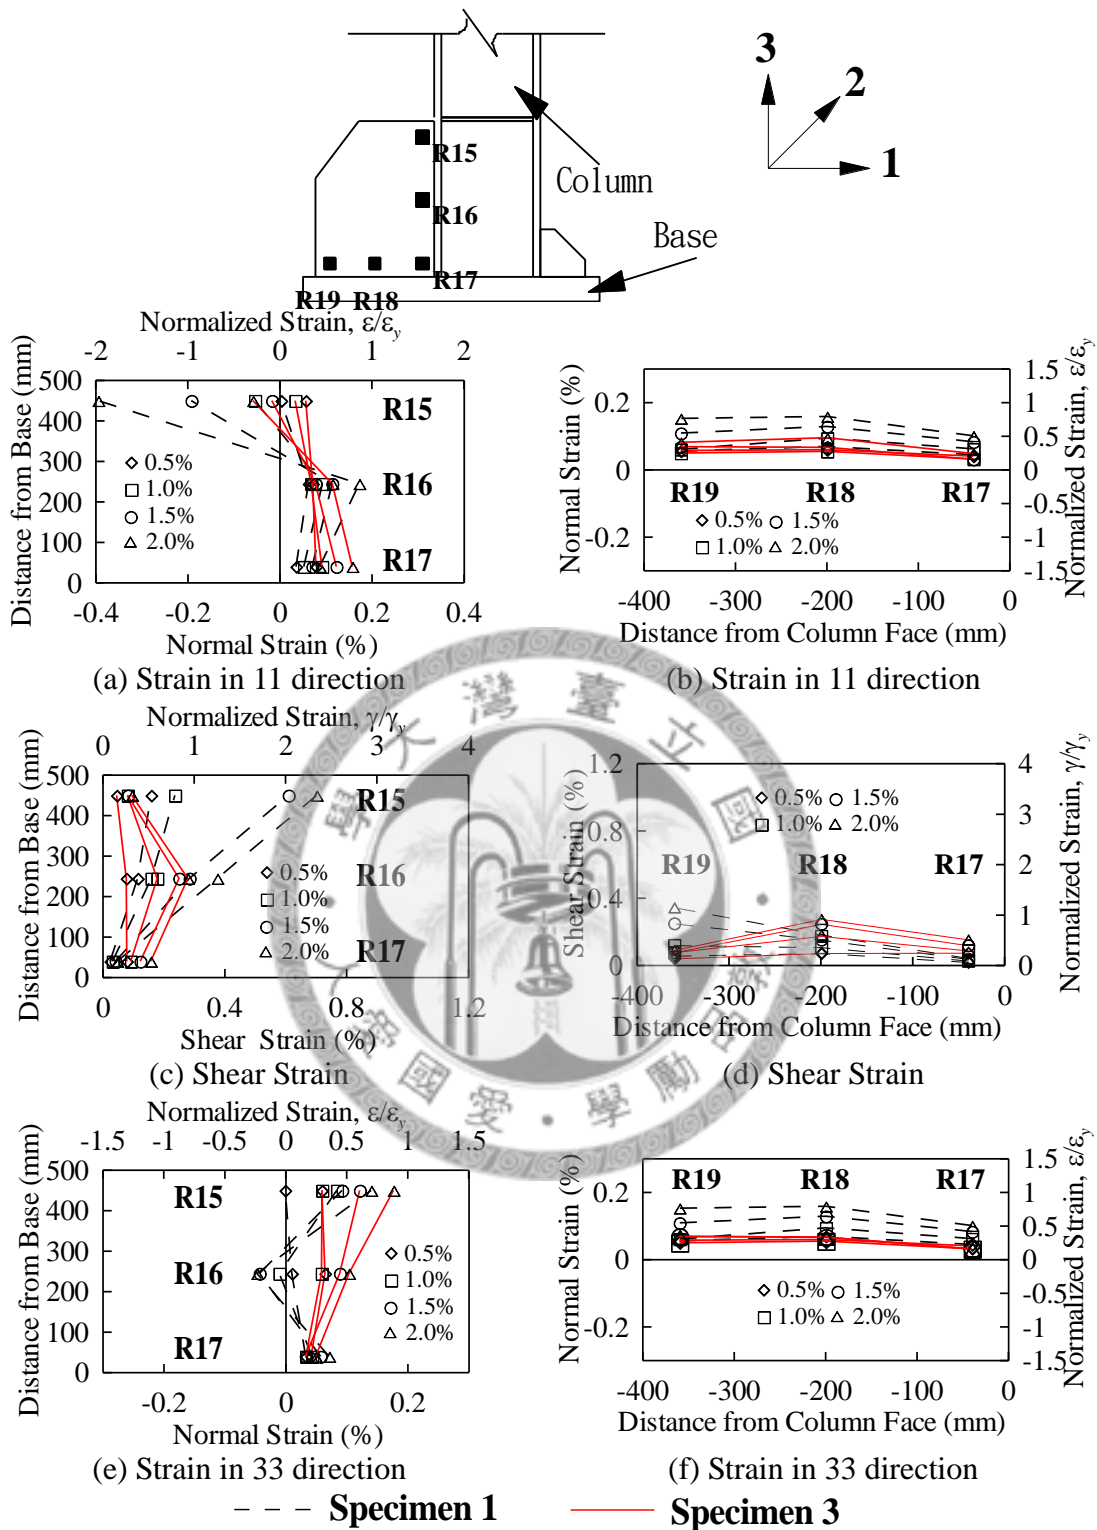 3
2
1
R15
Column
R16
Base
R17
R19 R18
Normalized Strain, ε/εy
-2 -1 0 1 2
Distance from Base (mm)
500
400
300
200
100
0
R15
R16
R17
0.5%
1.0%
1.5%
2.0%
-0.4 -0.2 0 0.2 0.4
Normal Strain (%)
(a) Strain in 11 direction
Normal Strain (%)
0.2
0
-0.2
Normalized Strain, ε/εy
1.5
1
0.5
0
-0.5
-1
-1.5
R19 R18 R17
0.5% 1.5%
1.0% 2.0%
-400 -300 -200 -100 0
Distance from Column Face (mm)
(b) Strain in 11 direction
Normalized Strain, γ/γy
0 1 2 3 4
Distance from Base (mm)
500
400
300
200
100
0
R15
R16
R17
0.5%
1.0%
1.5%
2.0%
0 0.4 0.8 1.2
Shear Strain (%)
(c) Shear Strain
Shear Strain (%)
1.2
0.8
0.4
0
Normalized Strain, γ/γy
4
3
2
1
0
0.5% 1.5%
1.0% 2.0%
R19 R18 R17
-400 -300 -200 -100 0
Distance from Column Face (mm)
(d) Shear Strain
Normalized Strain, ε/εy
-1.5 -1 -0.5 0 0.5 1 1.5
Distance from Base (mm)
500
400
300
200
100
0
R15
R16
R17
0.5%
1.0%
1.5%
2.0%
-0.2 0 0.2
Normal Strain (%)
(e) Strain in 33 direction
Normal Strain (%)
0.2
0
-0.2
Normalized Strain, ε/εy
1.5
1
0.5
0
-0.5
-1
-1.5
R19 R18 R17
0.5% 1.5%
1.0% 2.0%
-400 -300 -200 -100 0
Distance from Column Face (mm)
(f) Strain in 33 direction
Specimen 1 Specimen 3
學大灣臺立國
愛國愛學勵